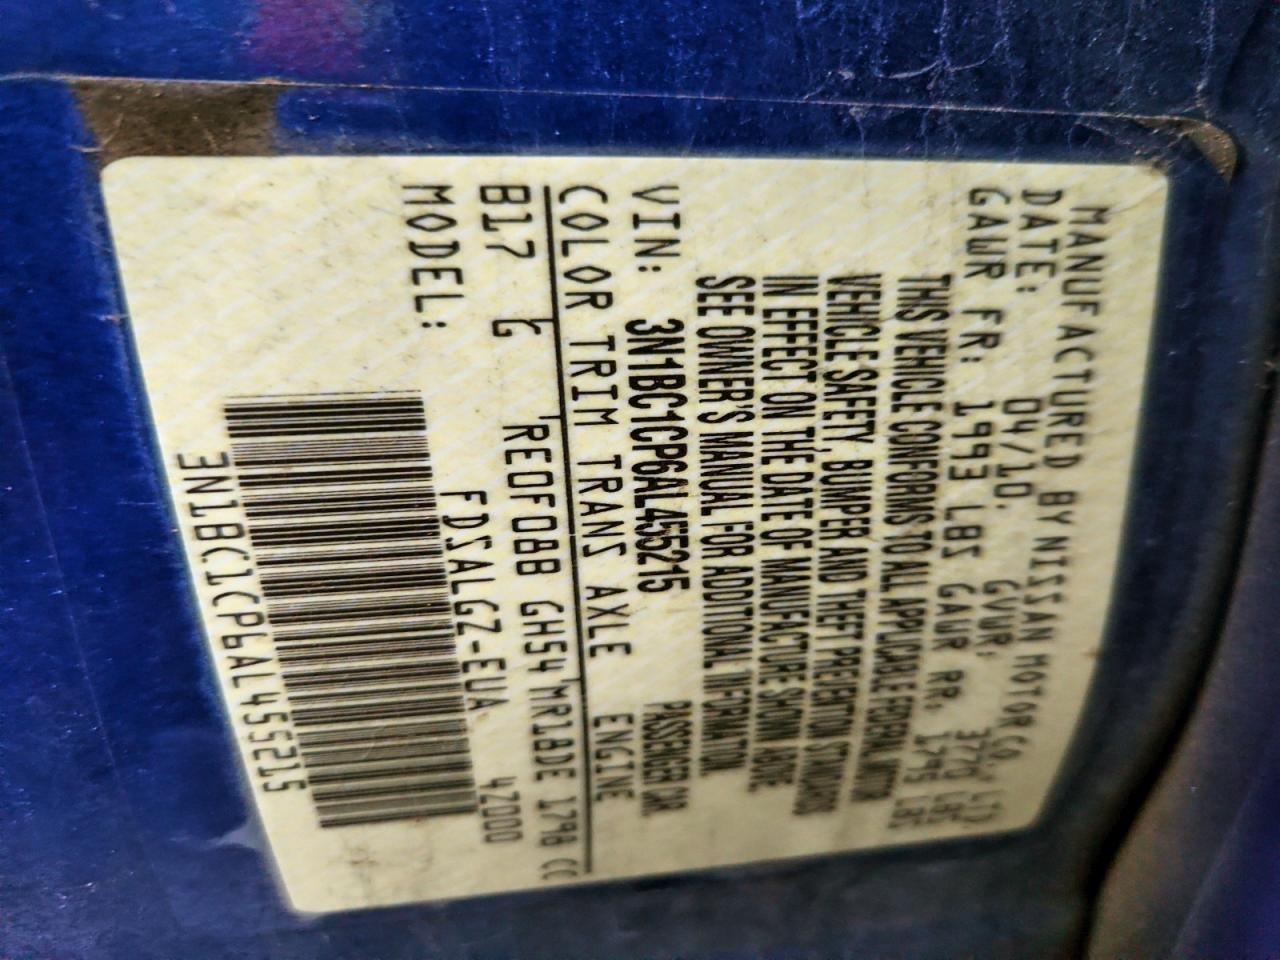 MANUFACTURED BY NISSAN MOTOR CO., LTD.
DATE: 04/10, GVWR: 3770 LBS
GAWR FR: 1993 LBS GAWR RR: 1795 LBS
THIS VEHICLE CONFORMS TO ALL APPLICABLE FEDERAL MOTOR
VEHICLE SAFETY, BUMPER AND THEFT PREVENTION STANDARDS
IN EFFECT ON THE DATE OF MANUFACTURE SHOWN ABOVE.
SEE OWNER'S MANUAL FOR ADDITIONAL INFORMATION.
VIN: 3N1BC1CP6AL455215 PASSENGER CAR
COLOR TRIM TRANS AXLE ENGINE
B17 G RE0F08B GH54 MR18DE 1798 CC
MODEL: FDSALGZ-EUA 4Z000
3N1BC1CP6AL455215